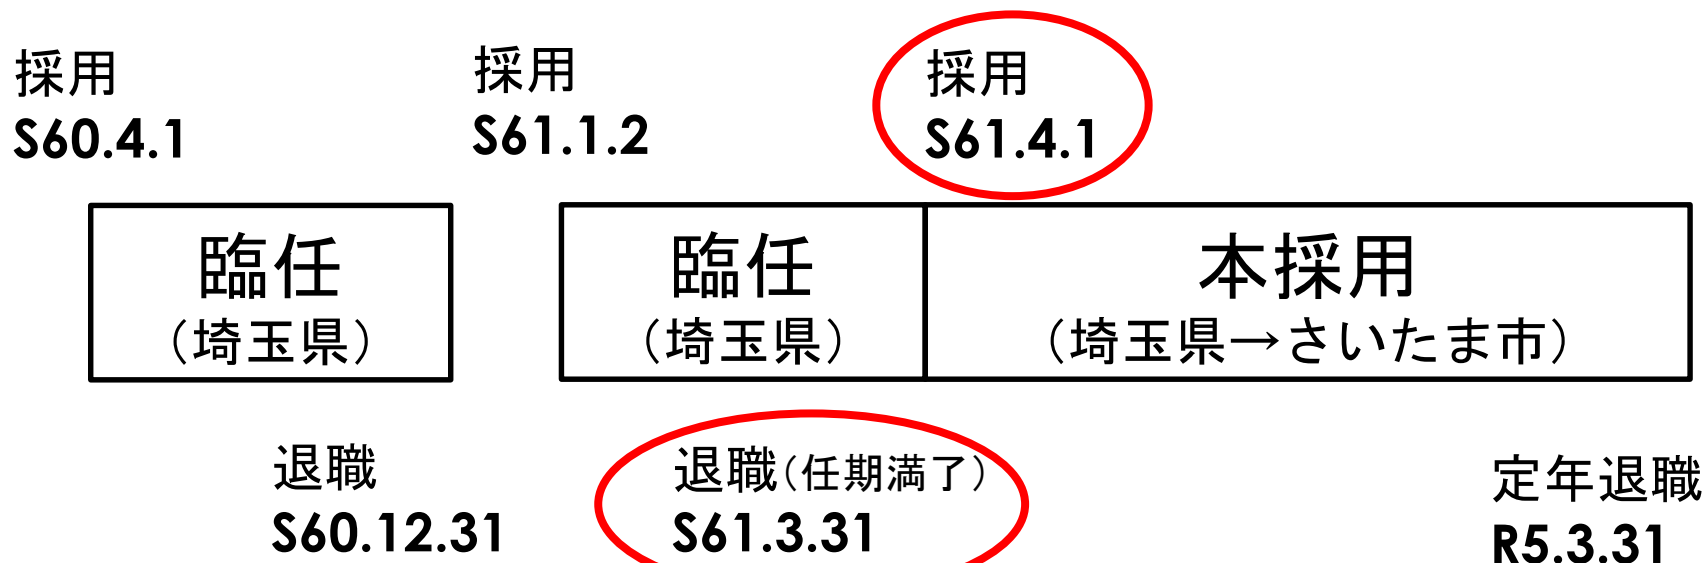 採用
S60.4.1
採用
S61.1.2
採用
S61.4.1
臨任
（埼玉県）
臨任
（埼玉県）
本採用
（埼玉県→さいたま市）
退職
S60.12.31
退職（任期満了）
S61.3.31
定年退職
R5.3.31